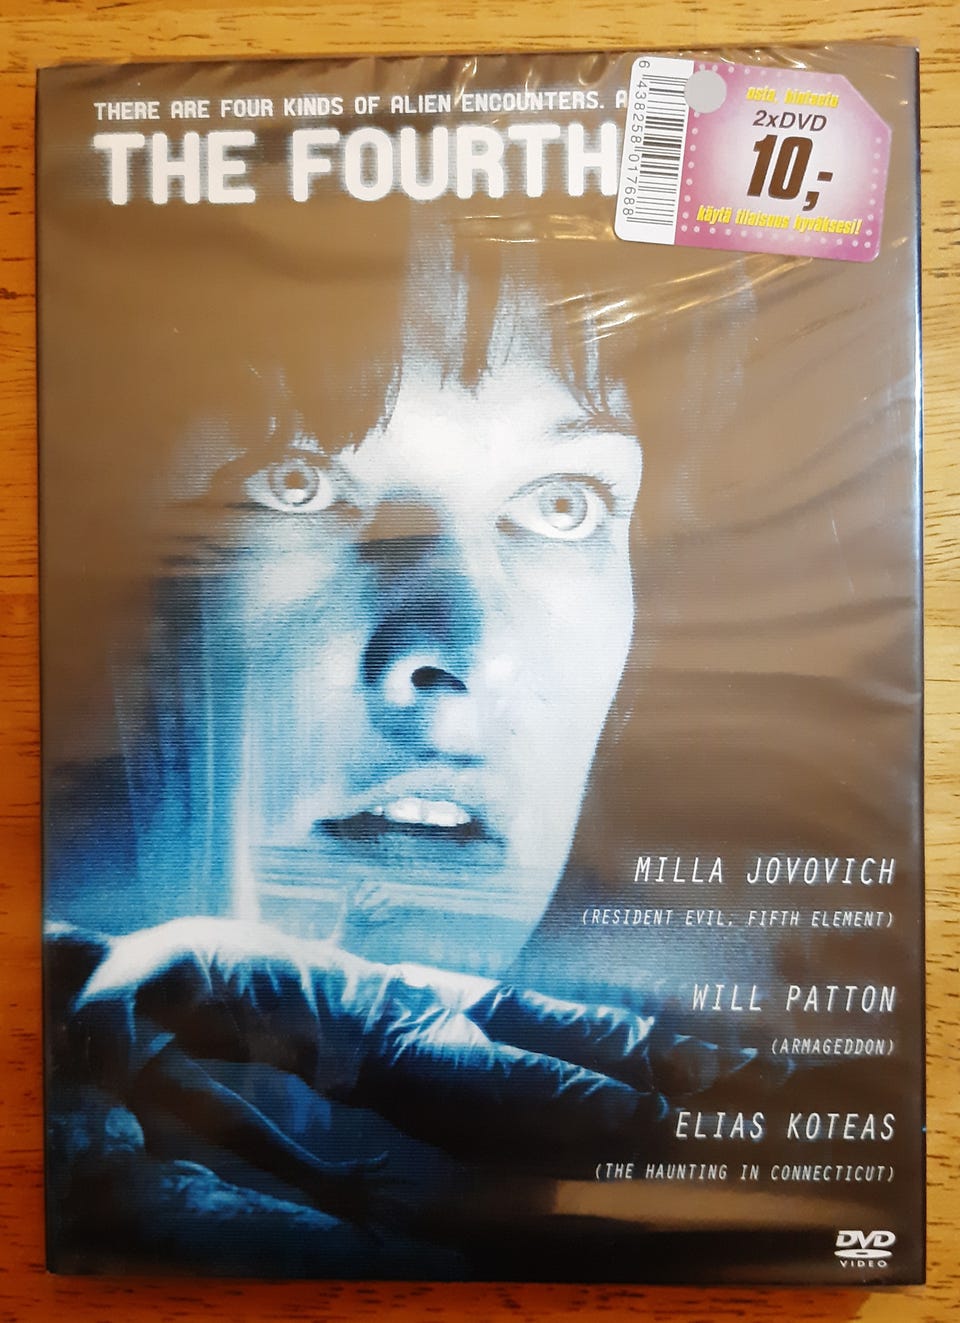 THERE ARE FOUR KINDS OF ALIEN ENCOUNTERS. A
THE FOURTH
6 438258 017688
osta, yhdistele
2xDVD
10,-
käytä tilaisuus hyväksesi!
MILLA JOVOVICH
(RESIDENT EVIL, FIFTH ELEMENT)
WILL PATTON
(ARMAGEDDON)
ELIAS KOTEAS
(THE HAUNTING IN CONNECTICUT)
DVD
VIDEO